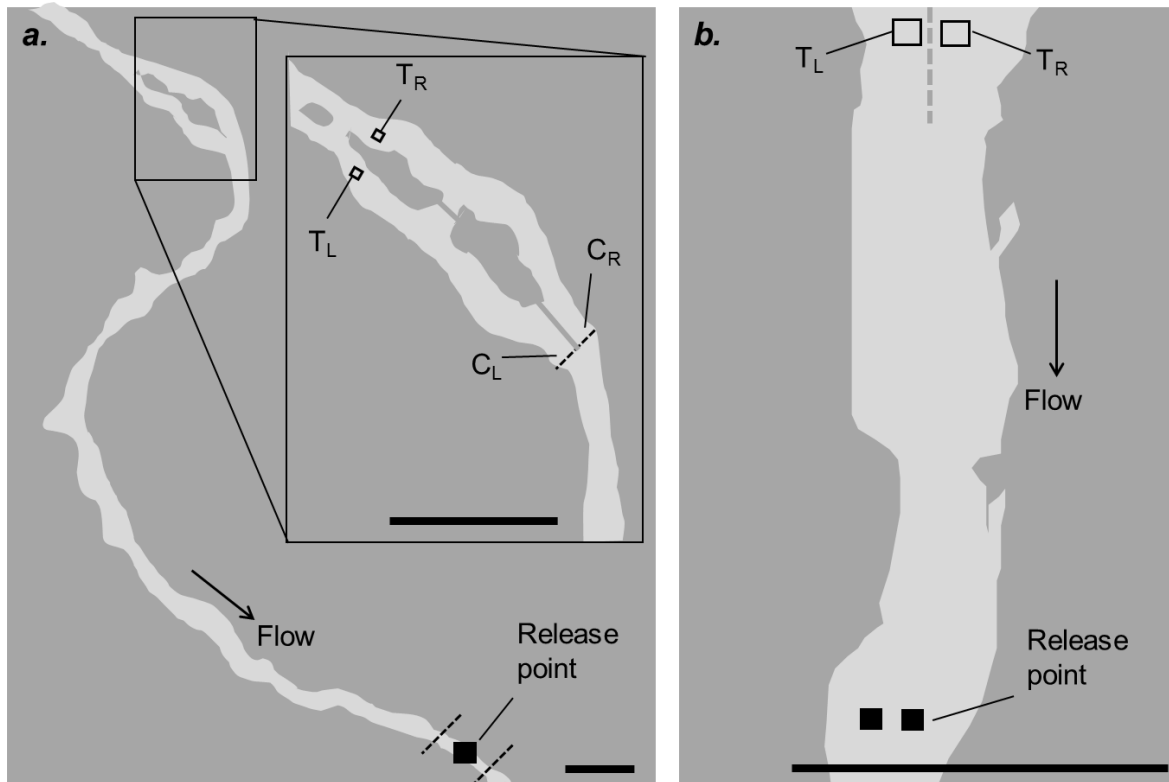 a.
T_R
T_L
C_R
C_L
Flow
Release
point
b.
T_L
T_R
Flow
Release
point